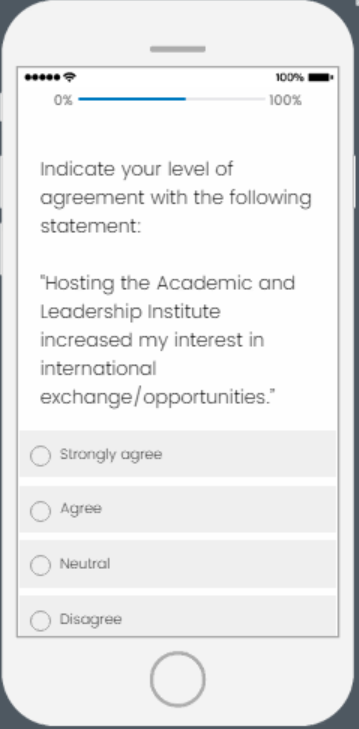 100%
0% 100%
Indicate your level of
agreement with the following
statement:
"Hosting the Academic and
Leadership Institute
increased my interest in
international
exchange/opportunities."
Strongly agree
Agree
Neutral
Disagree